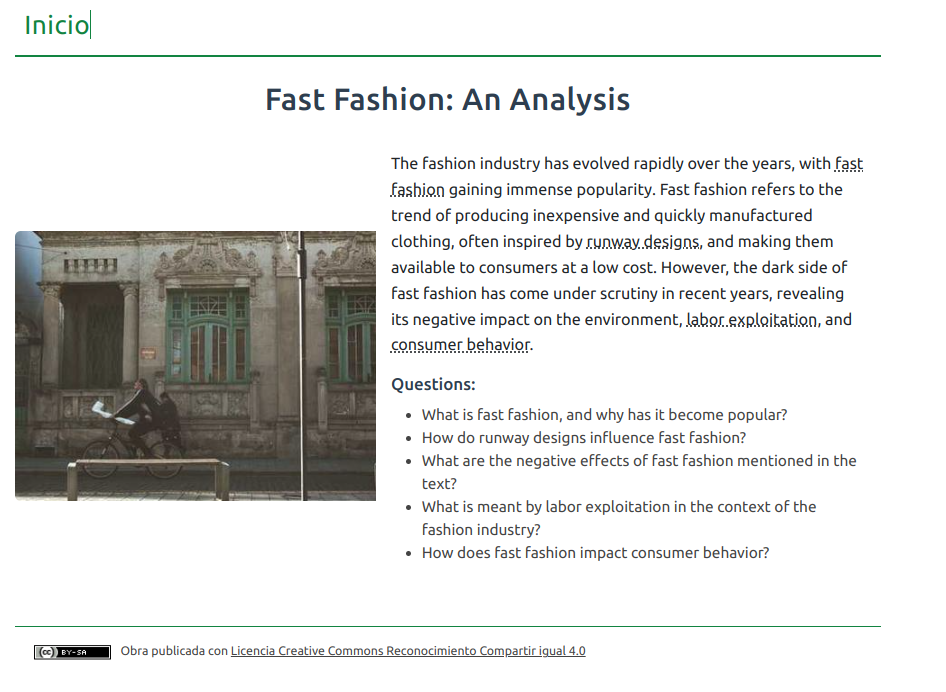 Inicio
Fast Fashion: An Analysis
The fashion industry has evolved rapidly over the years, with fast
fashion gaining immense popularity. Fast fashion refers to the
trend of producing inexpensive and quickly manufactured
clothing, often inspired by runway designs, and making them
available to consumers at a low cost. However, the dark side of
fast fashion has come under scrutiny in recent years, revealing
its negative impact on the environment, labor exploitation, and
consumer behavior.
Questions:
• What is fast fashion, and why has it become popular?
• How do runway designs influence fast fashion?
• What are the negative effects of fast fashion mentioned in the
text?
• What is meant by labor exploitation in the context of the
fashion industry?
• How does fast fashion impact consumer behavior?
cc BY-SA Obra publicada con Licencia Creative Commons Reconocimiento Compartir igual 4.0